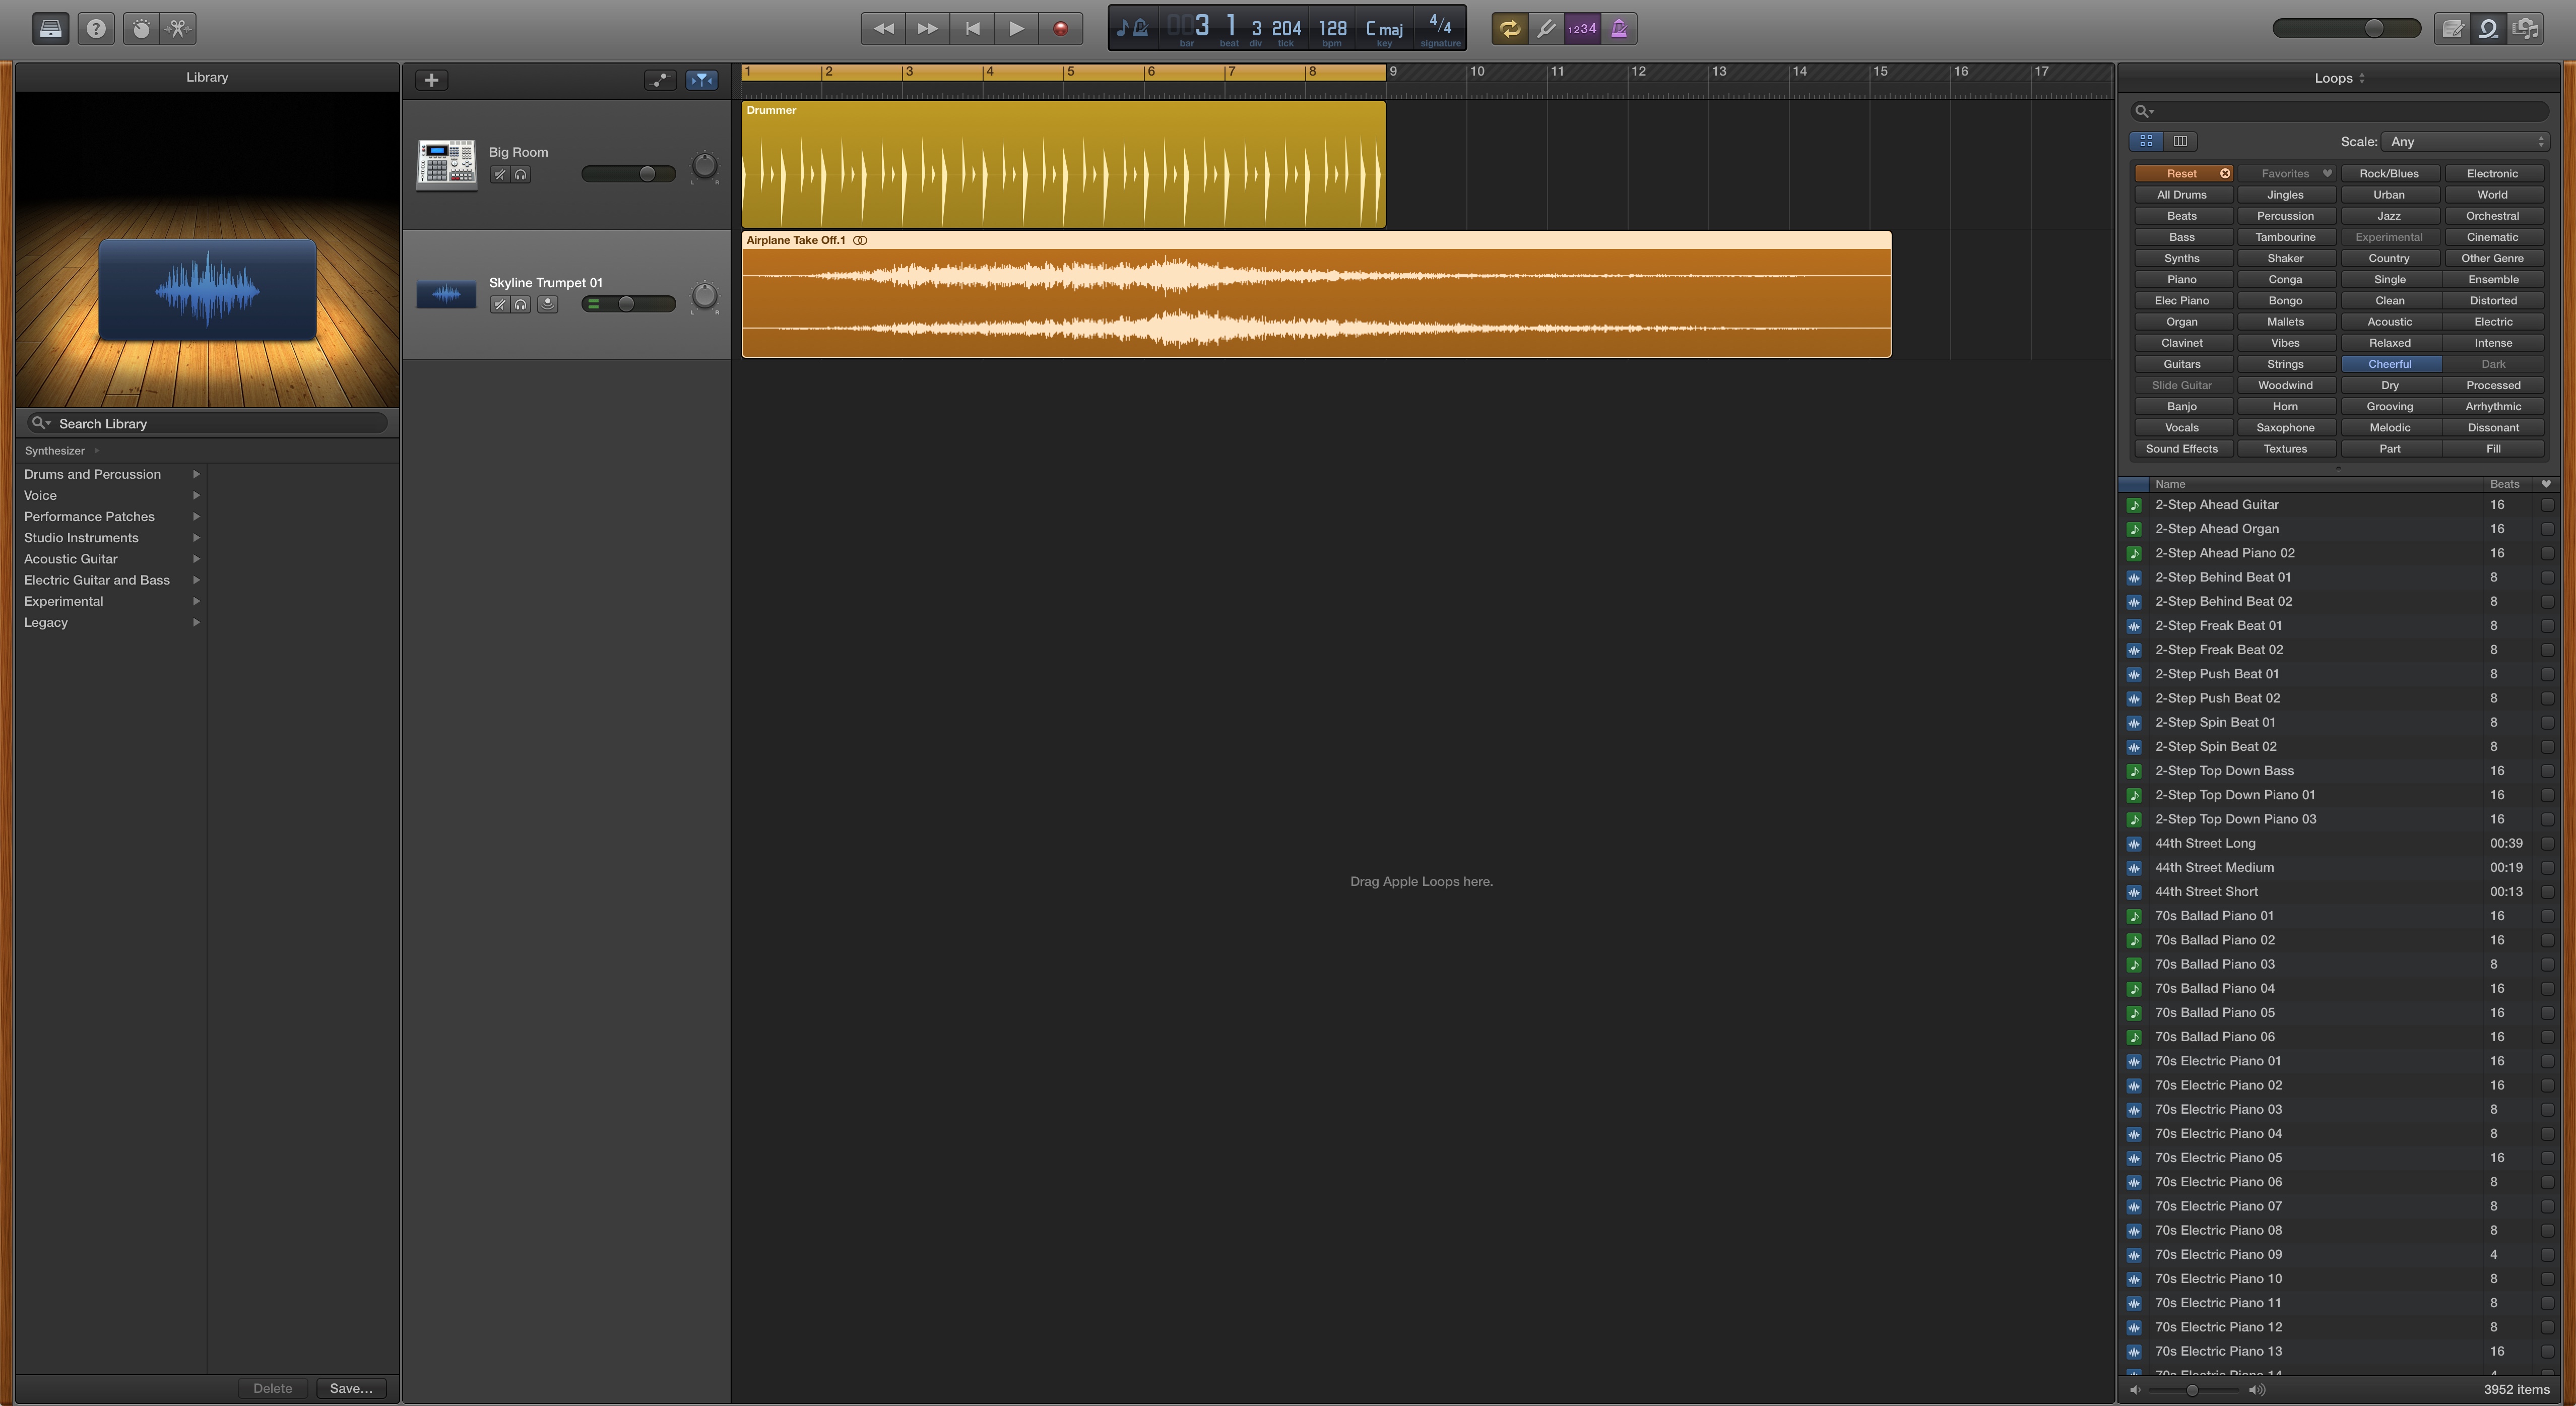 003 1 3 204 128 C maj 4/4
bar beat div tick bpm key signature
1234
Library
Search Library
Synthesizer
Drums and Percussion
Voice
Performance Patches
Studio Instruments
Acoustic Guitar
Electric Guitar and Bass
Experimental
Legacy
Delete Save...
1 2 3 4 5 6 7 8 9 10 11 12 13 14 15 16 17
Big Room
L R
Drummer
Skyline Trumpet 01
L R
Airplane Take Off.1
Drag Apple Loops here.
Loops
Scale: Any
Reset Favorites Rock/Blues Electronic
All Drums Jingles Urban World
Beats Percussion Jazz Orchestral
Bass Tambourine Experimental Cinematic
Synths Shaker Country Other Genre
Piano Conga Single Ensemble
Elec Piano Bongo Clean Distorted
Organ Mallets Acoustic Electric
Clavinet Vibes Relaxed Intense
Guitars Strings Cheerful Dark
Slide Guitar Woodwind Dry Processed
Banjo Horn Grooving Arrhythmic
Vocals Saxophone Melodic Dissonant
Sound Effects Textures Part Fill
Name Beats
2-Step Ahead Guitar 16
2-Step Ahead Organ 16
2-Step Ahead Piano 02 16
2-Step Behind Beat 01 8
2-Step Behind Beat 02 8
2-Step Freak Beat 01 8
2-Step Freak Beat 02 8
2-Step Push Beat 01 8
2-Step Push Beat 02 8
2-Step Spin Beat 01 8
2-Step Spin Beat 02 8
2-Step Top Down Bass 16
2-Step Top Down Piano 01 16
2-Step Top Down Piano 03 16
44th Street Long 00:39
44th Street Medium 00:19
44th Street Short 00:13
70s Ballad Piano 01 16
70s Ballad Piano 02 16
70s Ballad Piano 03 8
70s Ballad Piano 04 16
70s Ballad Piano 05 16
70s Ballad Piano 06 16
70s Electric Piano 01 16
70s Electric Piano 02 16
70s Electric Piano 03 8
70s Electric Piano 04 8
70s Electric Piano 05 16
70s Electric Piano 06 8
70s Electric Piano 07 8
70s Electric Piano 08 8
70s Electric Piano 09 4
70s Electric Piano 10 8
70s Electric Piano 11 8
70s Electric Piano 12 8
70s Electric Piano 13 16
3952 items